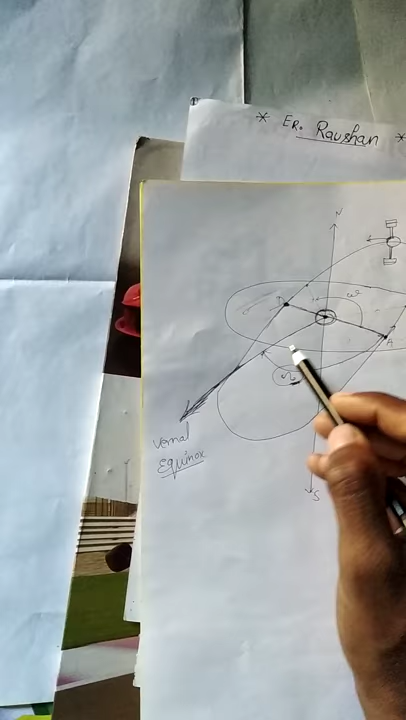 * ER. Raushan *
N
D
ω
A
Ω
Vernal
Equinox
S